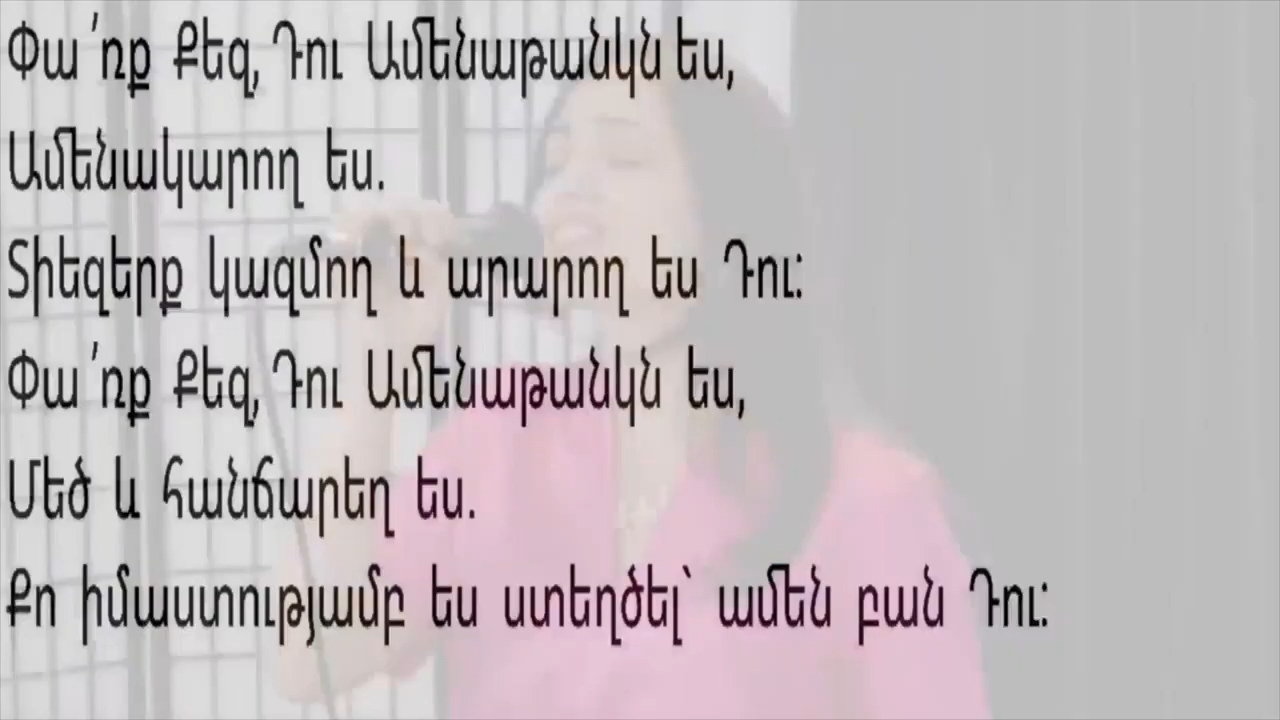 Փա՛ռք Քեզ, Դու Ամենաթանկն ես,
Ամենակարող ես.
Տիեզերք կազմող և արարող ես Դու:
Փա՛ռք Քեզ, Դու Ամենաթանկն ես,
Մեծ և հանճարեղ ես.
Քո իմաստությամբ ես ստեղծել՝ ամեն բան Դու: